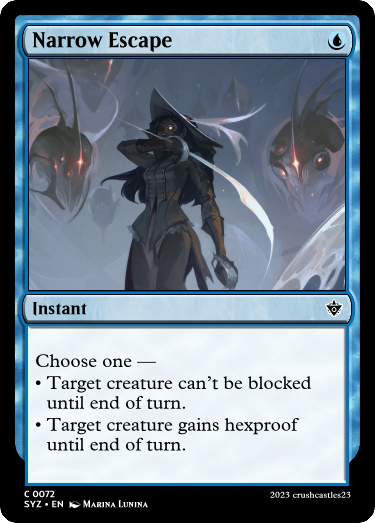 Narrow Escape
Instant
Choose one —
• Target creature can't be blocked
until end of turn.
• Target creature gains hexproof
until end of turn.
C 0072
SYZ • EN Marina Lunina
2023 crushcastles23